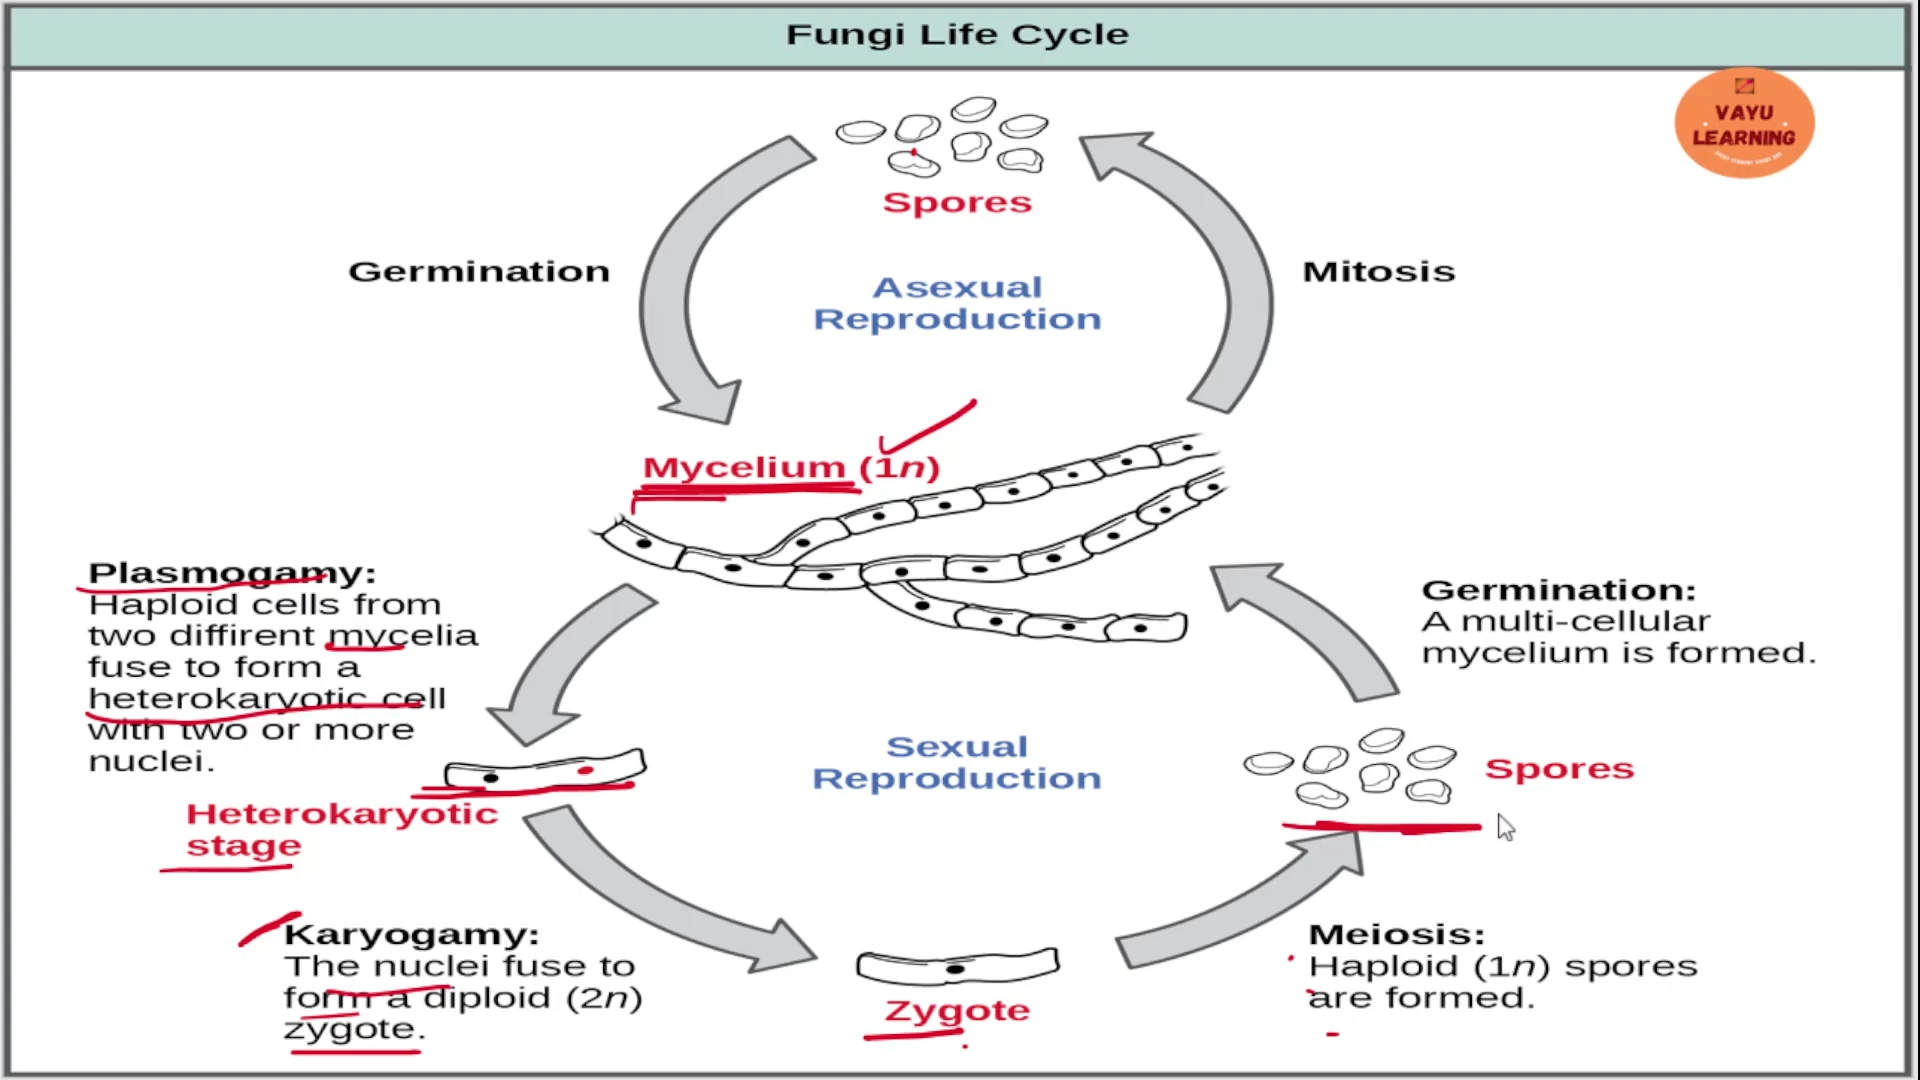 Fungi Life Cycle
VAYU
LEARNING
Spores
Germination
Mitosis
Asexual
Reproduction
Mycelium (1n)
Plasmogamy:
Haploid cells from
two diffirent mycelia
fuse to form a
heterokaryotic cell
with two or more
nuclei.
Germination:
A multi-cellular
mycelium is formed.
Sexual
Reproduction
Spores
Heterokaryotic
stage
Karyogamy:
The nuclei fuse to
form a diploid (2n)
zygote.
Zygote
Meiosis:
Haploid (1n) spores
are formed.